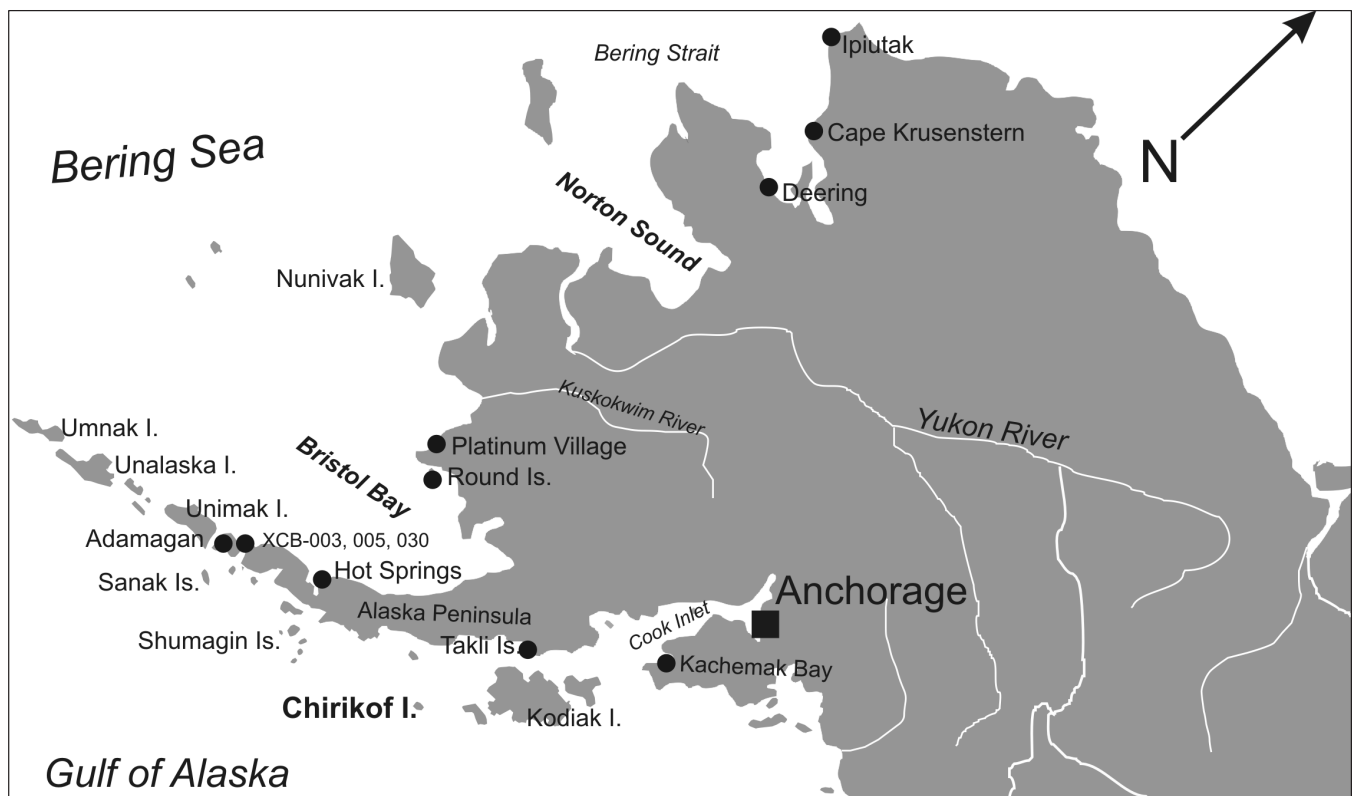 Bering Strait
Ipiutak
Cape Krusenstern
Bering Sea
N
Deering
Norton Sound
Nunivak I.
Kuskokwim River
Yukon River
Umnak I.
Platinum Village
Bristol Bay
Unalaska I.
Round Is.
Unimak I.
Adamagan
XCB-003, 005, 030
Hot Springs
Sanak Is.
Anchorage
Alaska Peninsula
Cook Inlet
Shumagin Is.
Takli Is.
Kachemak Bay
Chirikof I.
Kodiak I.
Gulf of Alaska